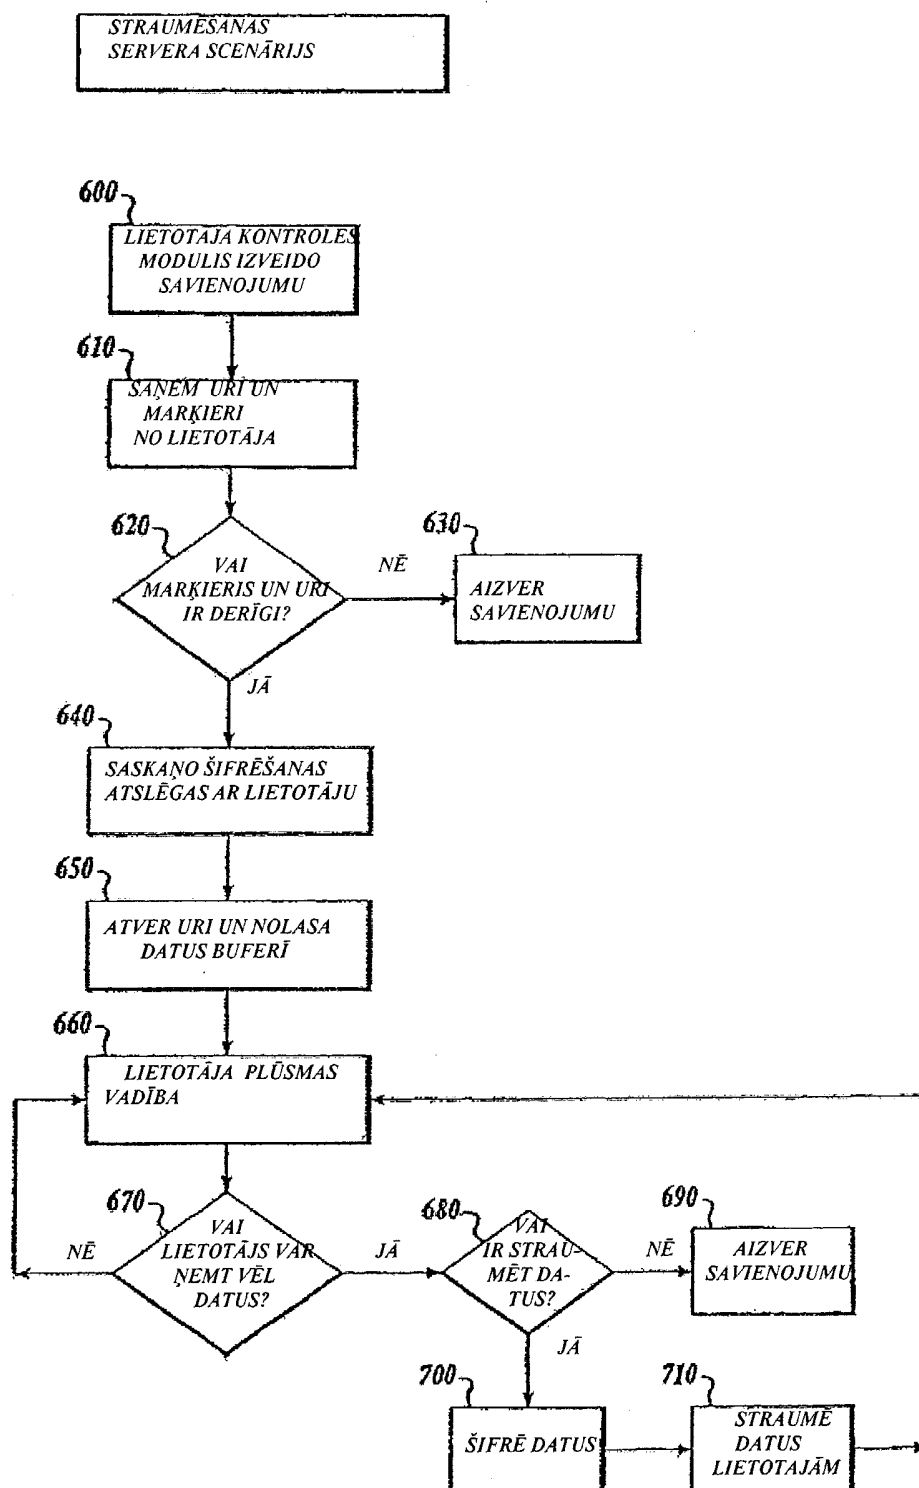 STRAUMĒŠANAS
SERVERA SCENĀRIJS
600
LIETOTĀJA KONTROLES
MODULIS IZVEIDO
SAVIENOJUMU
610
SAŅEM URI UN
MARĶIERI
NO LIETOTĀJA
620
VAI
MARĶIERIS UN URI
IR DERĪGI?
NĒ
630
AIZVER
SAVIENOJUMU
JĀ
640
SASKAŅO ŠIFRĒŠANAS
ATSLĒGAS AR LIETOTĀJU
650
ATVER URI UN NOLASA
DATUS BUFERĪ
660
LIETOTĀJA PLŪSMAS
VADĪBA
670
VAI
LIETOTĀJS VAR
ŅEMT VĒL
DATUS?
NĒ
JĀ
680
VAI
IR STRAU-
MĒT DA-
TUS?
NĒ
690
AIZVER
SAVIENOJUMU
JĀ
700
ŠIFRĒ DATUS
710
STRAUMĒ
DATUS
LIETOTAJĀM